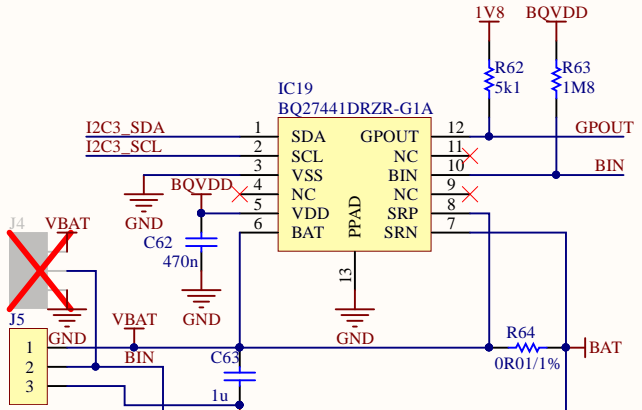 1V8
BQVDD
R62
5k1
R63
1M8
IC19
BQ27441DRZR-G1A
I2C3_SDA
1
SDA
GPOUT
12
GPOUT
I2C3_SCL
2
SCL
NC
11
3
VSS
BIN
10
BIN
BQVDD
4
NC
NC
9
GND
5
VDD
SRP
8
6
BAT
SRN
7
PPAD
13
C62
470n
GND
GND
J4
VBAT
GND
J5
1
2
3
VBAT
BIN
C63
1u
R64
0R01/1%
BAT